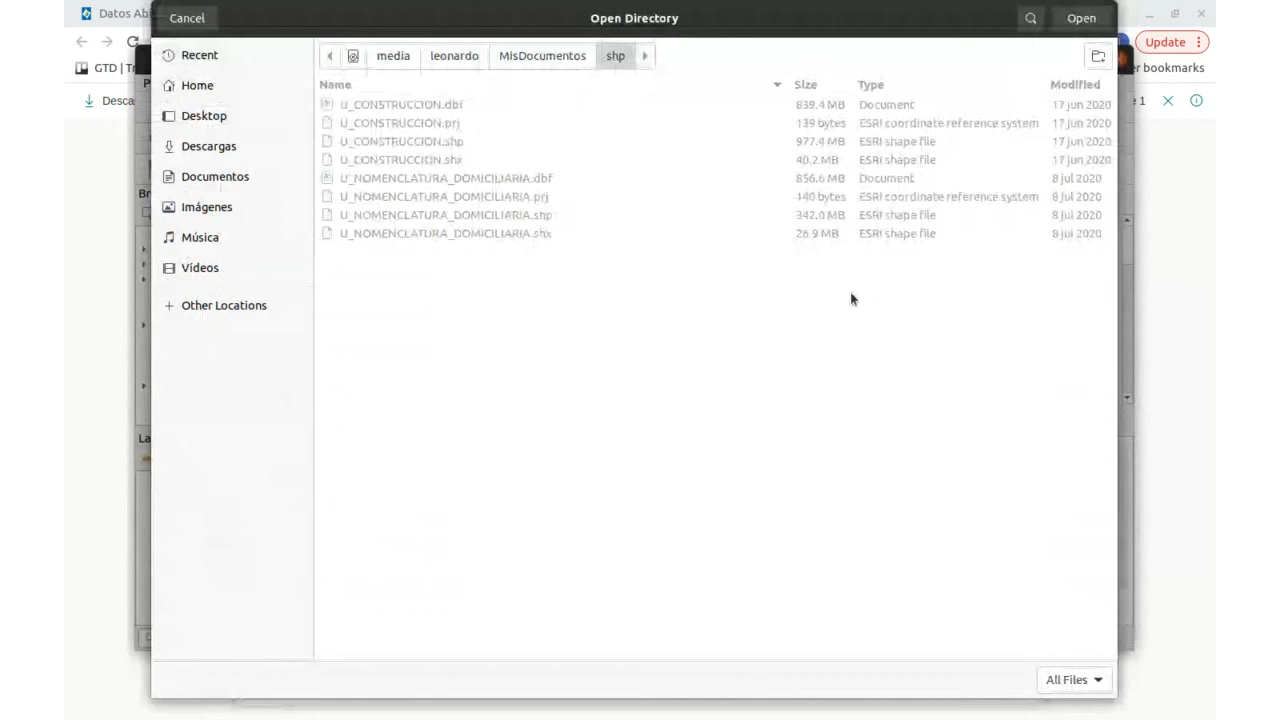 Datos Abi
Cancel
Open Directory
Open
Update
GTD | Tr
er bookmarks
Desca
e 1
Recent
Home
Desktop
Descargas
Documentos
Imágenes
Música
Vídeos
Other Locations
media leonardo MisDocumentos shp
Name Size Type Modified
U_CONSTRUCCION.dbf 839.4 MB Document 17 jun 2020
U_CONSTRUCCION.prj 139 bytes ESRI coordinate reference system 17 jun 2020
U_CONSTRUCCION.shp 977.4 MB ESRI shape file 17 jun 2020
U_CONSTRUCCION.shx 40.2 MB ESRI shape file 17 jun 2020
U_NOMENCLATURA_DOMICILIARIA.dbf 856.6 MB Document 8 jul 2020
U_NOMENCLATURA_DOMICILIARIA.prj 140 bytes ESRI coordinate reference system 8 jul 2020
U_NOMENCLATURA_DOMICILIARIA.shp 342.0 MB ESRI shape file 8 jul 2020
U_NOMENCLATURA_DOMICILIARIA.shx 26.9 MB ESRI shape file 8 jul 2020
P
Br
La
All Files